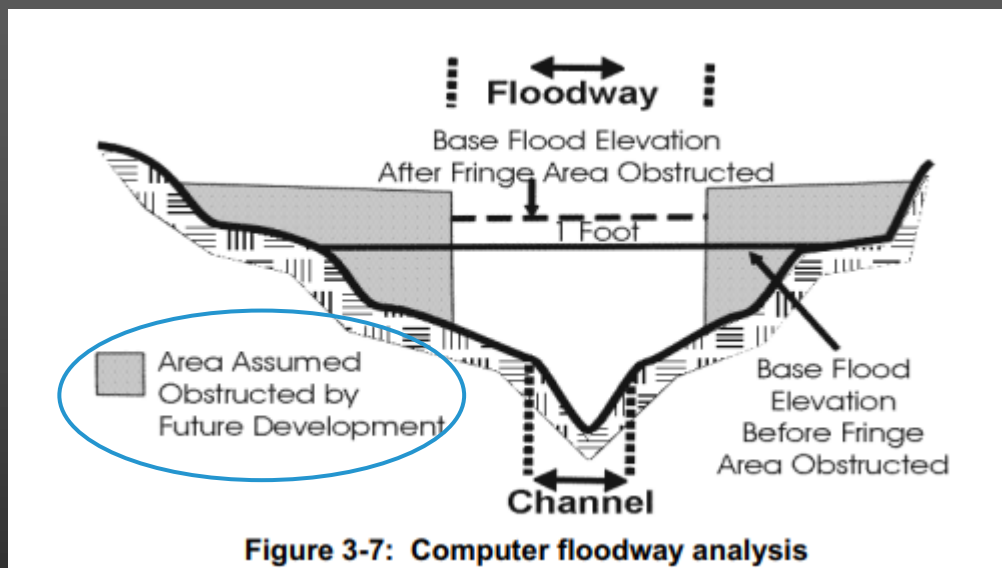 Floodway
Base Flood Elevation
After Fringe Area Obstructed
1 Foot
Area Assumed
Obstructed by
Future Development
Base Flood
Elevation
Before Fringe
Area Obstructed
Channel
Figure 3-7: Computer floodway analysis